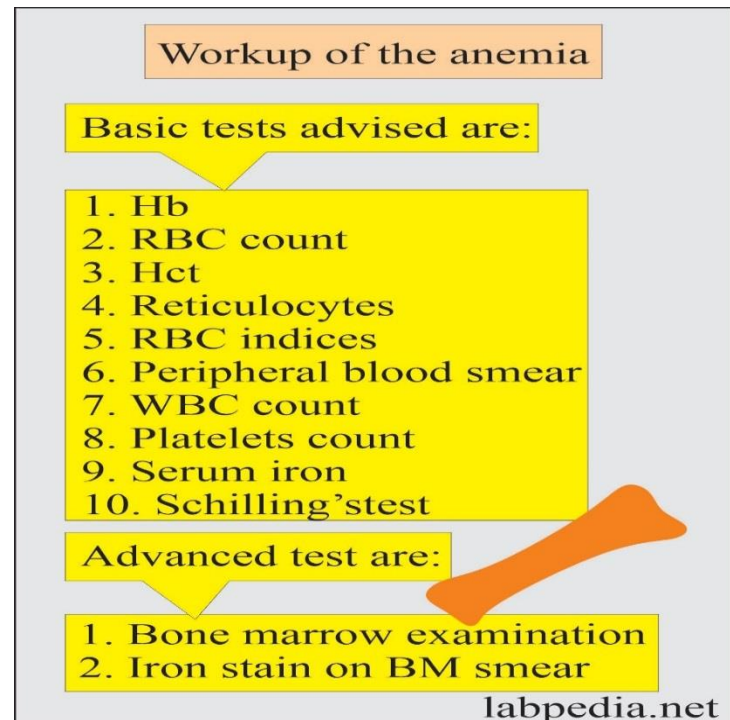 Workup of the anemia
Basic tests advised are:
1. Hb
2. RBC count
3. Hct
4. Reticulocytes
5. RBC indices
6. Peripheral blood smear
7. WBC count
8. Platelets count
9. Serum iron
10. Schilling'stest
Advanced test are:
1. Bone marrow examination
2. Iron stain on BM smear
labpedia.net